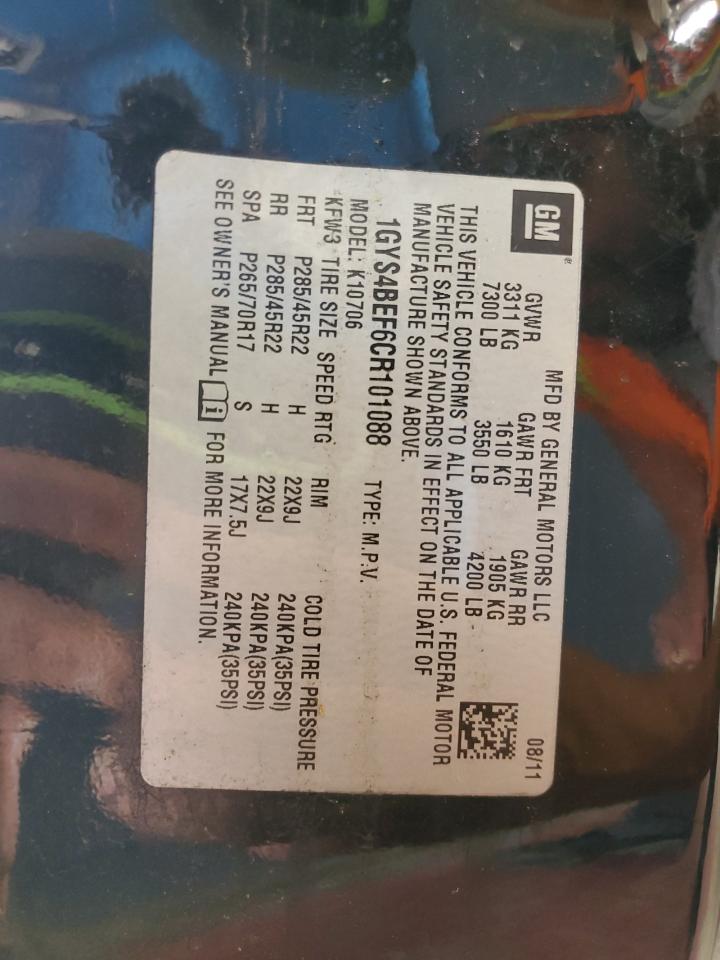 GM
MFD BY GENERAL MOTORS LLC 08/11
GVWR GAWR FRT GAWR RR
3311 KG 1610 KG 1905 KG
7300 LB 3550 LB 4200 LB
THIS VEHICLE CONFORMS TO ALL APPLICABLE U.S. FEDERAL MOTOR
VEHICLE SAFETY STANDARDS IN EFFECT ON THE DATE OF
MANUFACTURE SHOWN ABOVE.
1GYS4BEF6CR101088 TYPE: M.P.V.
MODEL: K10706
KFW3 TIRE SIZE SPEED RTG RIM COLD TIRE PRESSURE
FRT P285/45R22 H 22X9J 240KPA(35PSI)
RR P285/45R22 H 22X9J 240KPA(35PSI)
SPA P265/70R17 S 17X7.5J 240KPA(35PSI)
SEE OWNER'S MANUAL i FOR MORE INFORMATION.